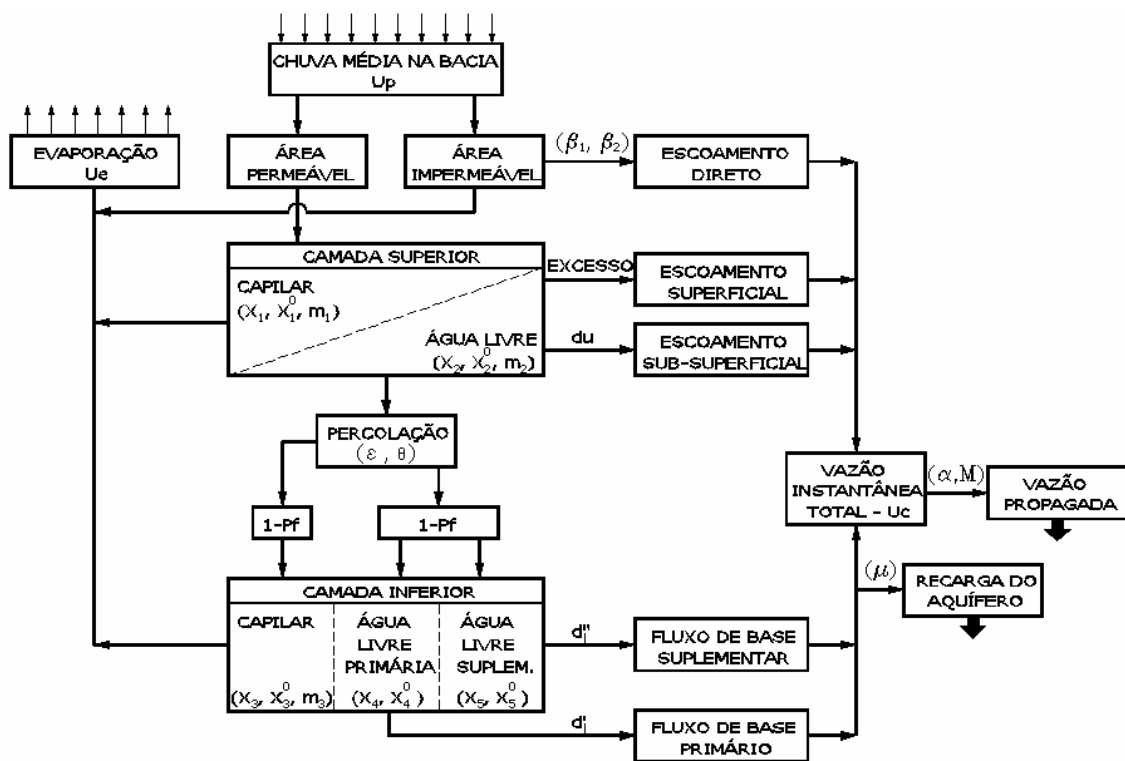 CHUVA MÉDIA NA BACIA
Up
EVAPORAÇÃO
Ue
ÁREA
PERMEÁVEL
ÁREA
IMPERMEÁVEL
(β₁, β₂)
ESCOAMENTO
DIRETO
CAMADA SUPERIOR
CAPILAR
(X₁, X₁⁰, m₁)
ÁGUA LIVRE
(X₂, X₂⁰, m₂)
EXCESSO
ESCOAMENTO
SUPERFICIAL
du
ESCOAMENTO
SUB-SUPERFICIAL
PERCOLAÇÃO
(ε, θ)
1-Pf
1-Pf
VAZÃO
INSTANTÂNEA
TOTAL - Uc
(α,M)
VAZÃO
PROPAGADA
(μ)
RECARGA DO
AQUÍFERO
CAMADA INFERIOR
CAPILAR
(X₃, X₃⁰, m₃)
ÁGUA
LIVRE
PRIMÁRIA
(X₄, X₄⁰)
ÁGUA
LIVRE
SUPLEM.
(X₅, X₅⁰)
dₗ"
FLUXO DE BASE
SUPLEMENTAR
dₗ'
FLUXO DE BASE
PRIMÁRIO